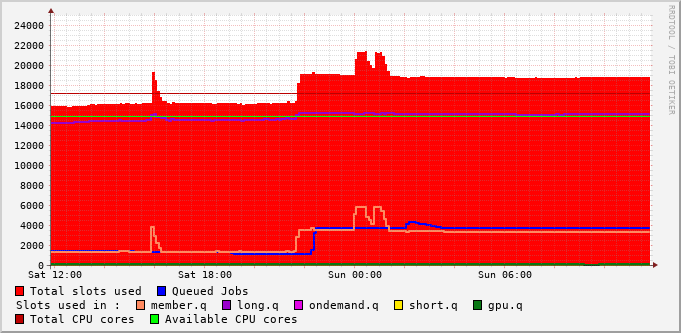 24000
22000
20000
18000
16000
14000
12000
10000
8000
6000
4000
2000
0
Sat 12:00 Sat 18:00 Sun 00:00 Sun 06:00
RRDTOOL / TOBI OETIKER
Total slots used Queued Jobs
Slots used in : member.q long.q ondemand.q short.q gpu.q
Total CPU cores Available CPU cores